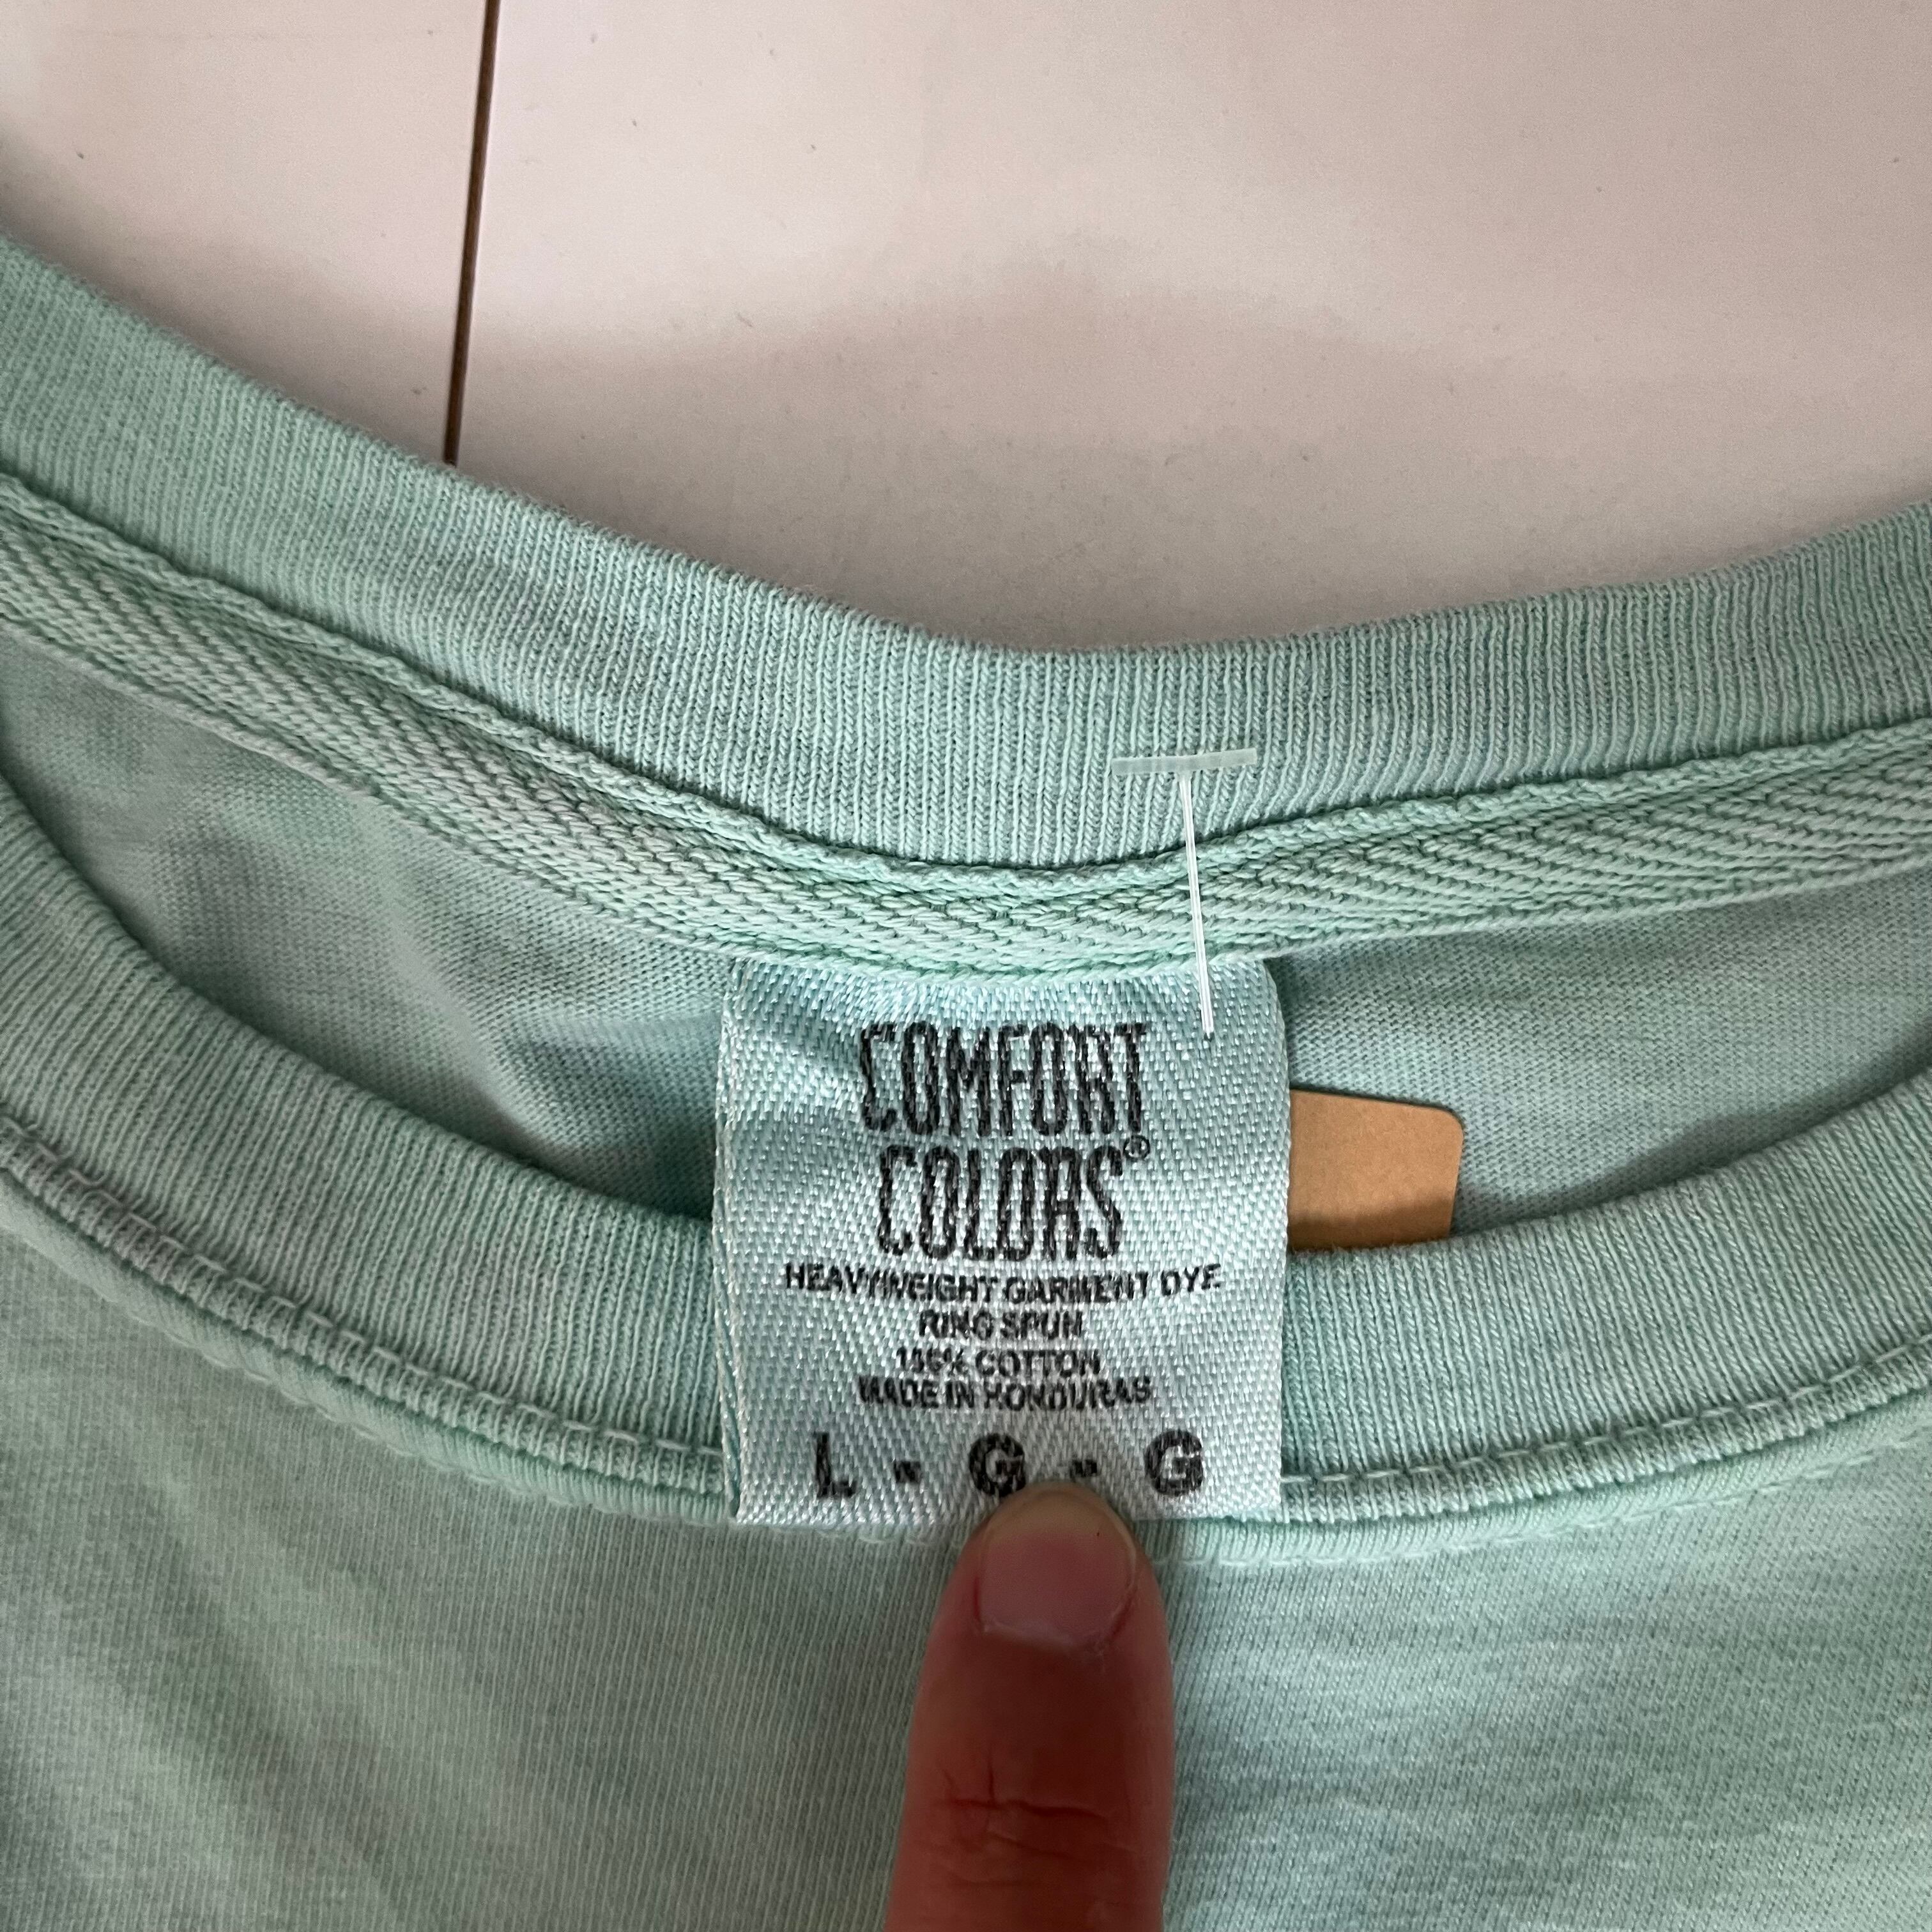 COMFORT
COLORS®
HEAVYWEIGHT GARMENT DYE
RING SPUN
100% COTTON
MADE IN HONDURAS
L - G - G